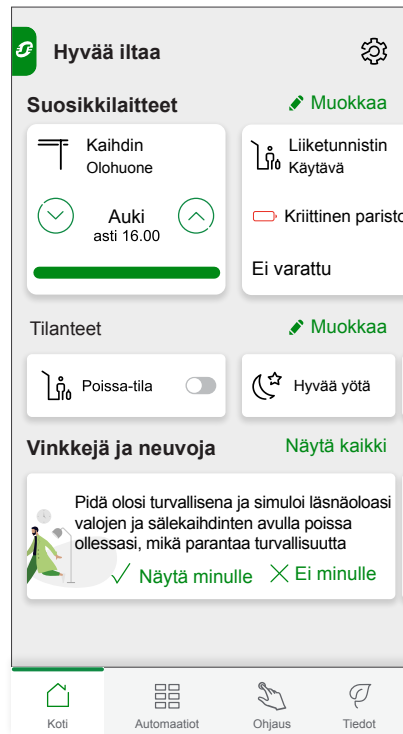 Hyvää iltaa
Suosikkilaitteet
Muokkaa
Kaihdin
Olohuone
Auki
asti 16.00
Liiketunnistin
Käytävä
Kriittinen paristo
Ei varattu
Tilanteet
Muokkaa
Poissa-tila
Hyvää yötä
Vinkkejä ja neuvoja
Näytä kaikki
Pidä olosi turvallisena ja simuloi läsnäoloasi
valojen ja sälekaihdinten avulla poissa
ollessasi, mikä parantaa turvallisuutta
Näytä minulle
Ei minulle
Koti
Automaatiot
Ohjaus
Tiedot